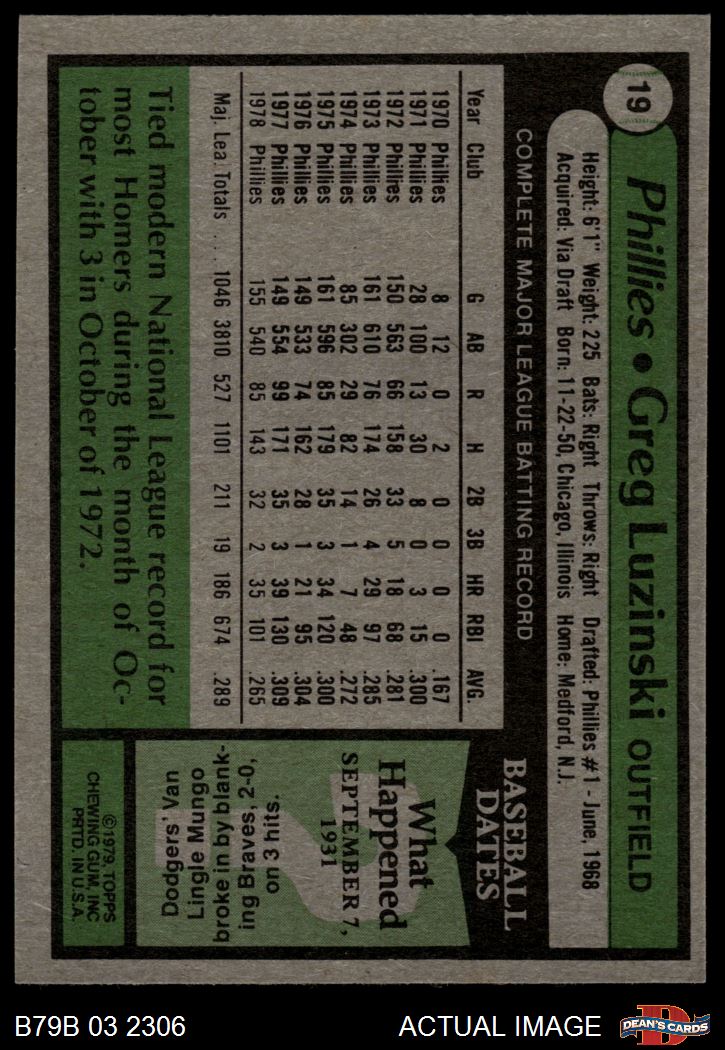 19
Phillies • Greg Luzinski OUTFIELD
Height: 6'1" Weight: 225 Bats: Right Throws: Right Drafted: Phillies #1 - June, 1968
Acquired: Via Draft Born: 11-22-50, Chicago, Illinois Home: Medford, N.J.
COMPLETE MAJOR LEAGUE BATTING RECORD
Year Club G AB R H 2B 3B HR RBI AVG.
1970 Phillies 8 12 0 2 0 0 0 0 .167
1971 Phillies 28 100 13 30 8 0 3 15 .300
1972 Phillies 150 563 66 158 33 5 18 68 .281
1973 Phillies 161 610 76 174 26 4 29 97 .285
1974 Phillies 85 302 29 82 14 1 7 48 .272
1975 Phillies 161 596 85 179 35 3 34 120 .300
1976 Phillies 149 533 74 162 28 1 21 95 .304
1977 Phillies 149 554 99 171 35 3 39 130 .309
1978 Phillies 155 540 85 143 32 2 35 101 .265
Maj. Lea. Totals .... 1046 3810 527 1101 211 19 186 674 .289
Tied modern National League record for
most Homers during the month of Oc-
tober with 3 in October of 1972.
BASEBALL
DATES
What
Happened
SEPTEMBER 7,
1931
Dodgers' Van
Lingle Mungo
broke in by blank-
ing Braves, 2-0,
on 3 hits.
©1979, TOPPS
CHEWING GUM, INC
PRTD. IN U.S.A.
B79B 03 2306
ACTUAL IMAGE
D
DEAN'S CARDS